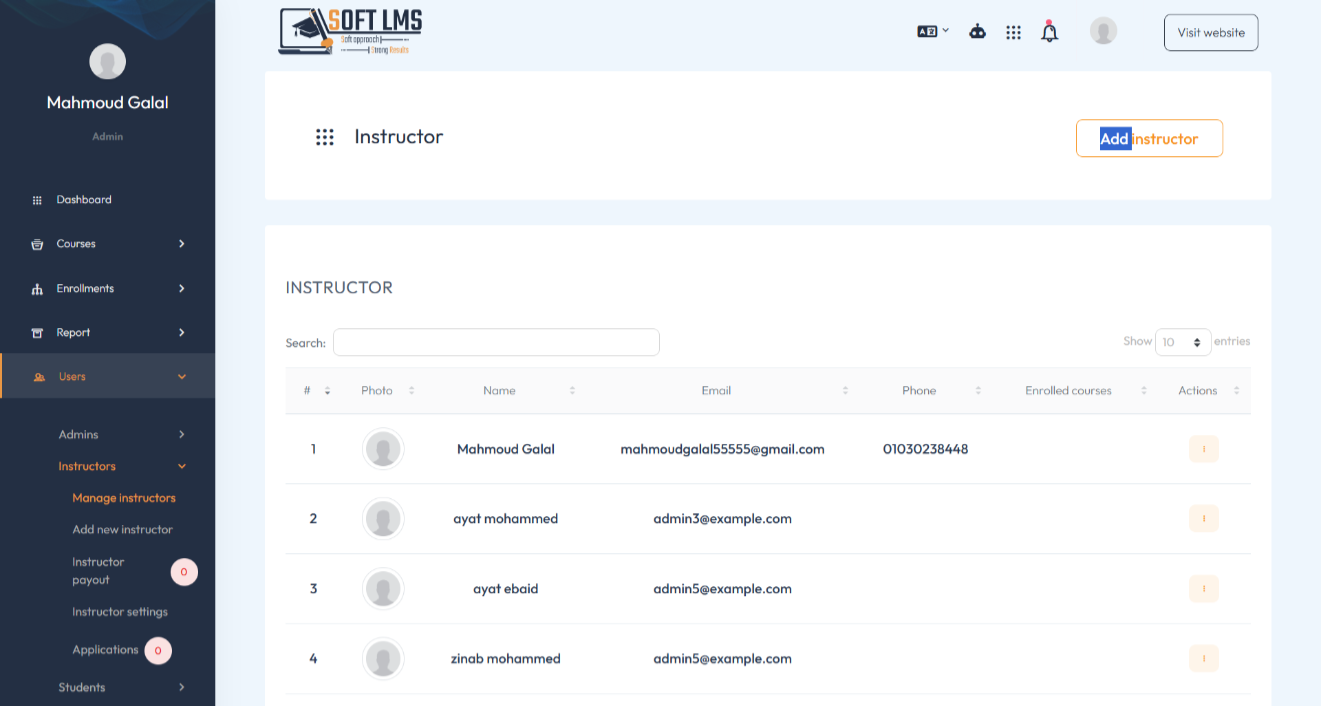 Mahmoud Galal
Admin
Dashboard
Courses
Enrollments
Report
Users
Admins
Instructors
Manage instructors
Add new instructor
Instructor
payout
0
Instructor settings
Applications 0
Students
SOFT LMS
Soft approach
Strong Results
Visit website
Instructor
Add instructor
INSTRUCTOR
Search:
Show 10 entries
# Photo Name Email Phone Enrolled courses Actions
1 Mahmoud Galal mahmoudgalal55555@gmail.com 01030238448
2 ayat mohammed admin3@example.com
3 ayat ebaid admin5@example.com
4 zinab mohammed admin5@example.com